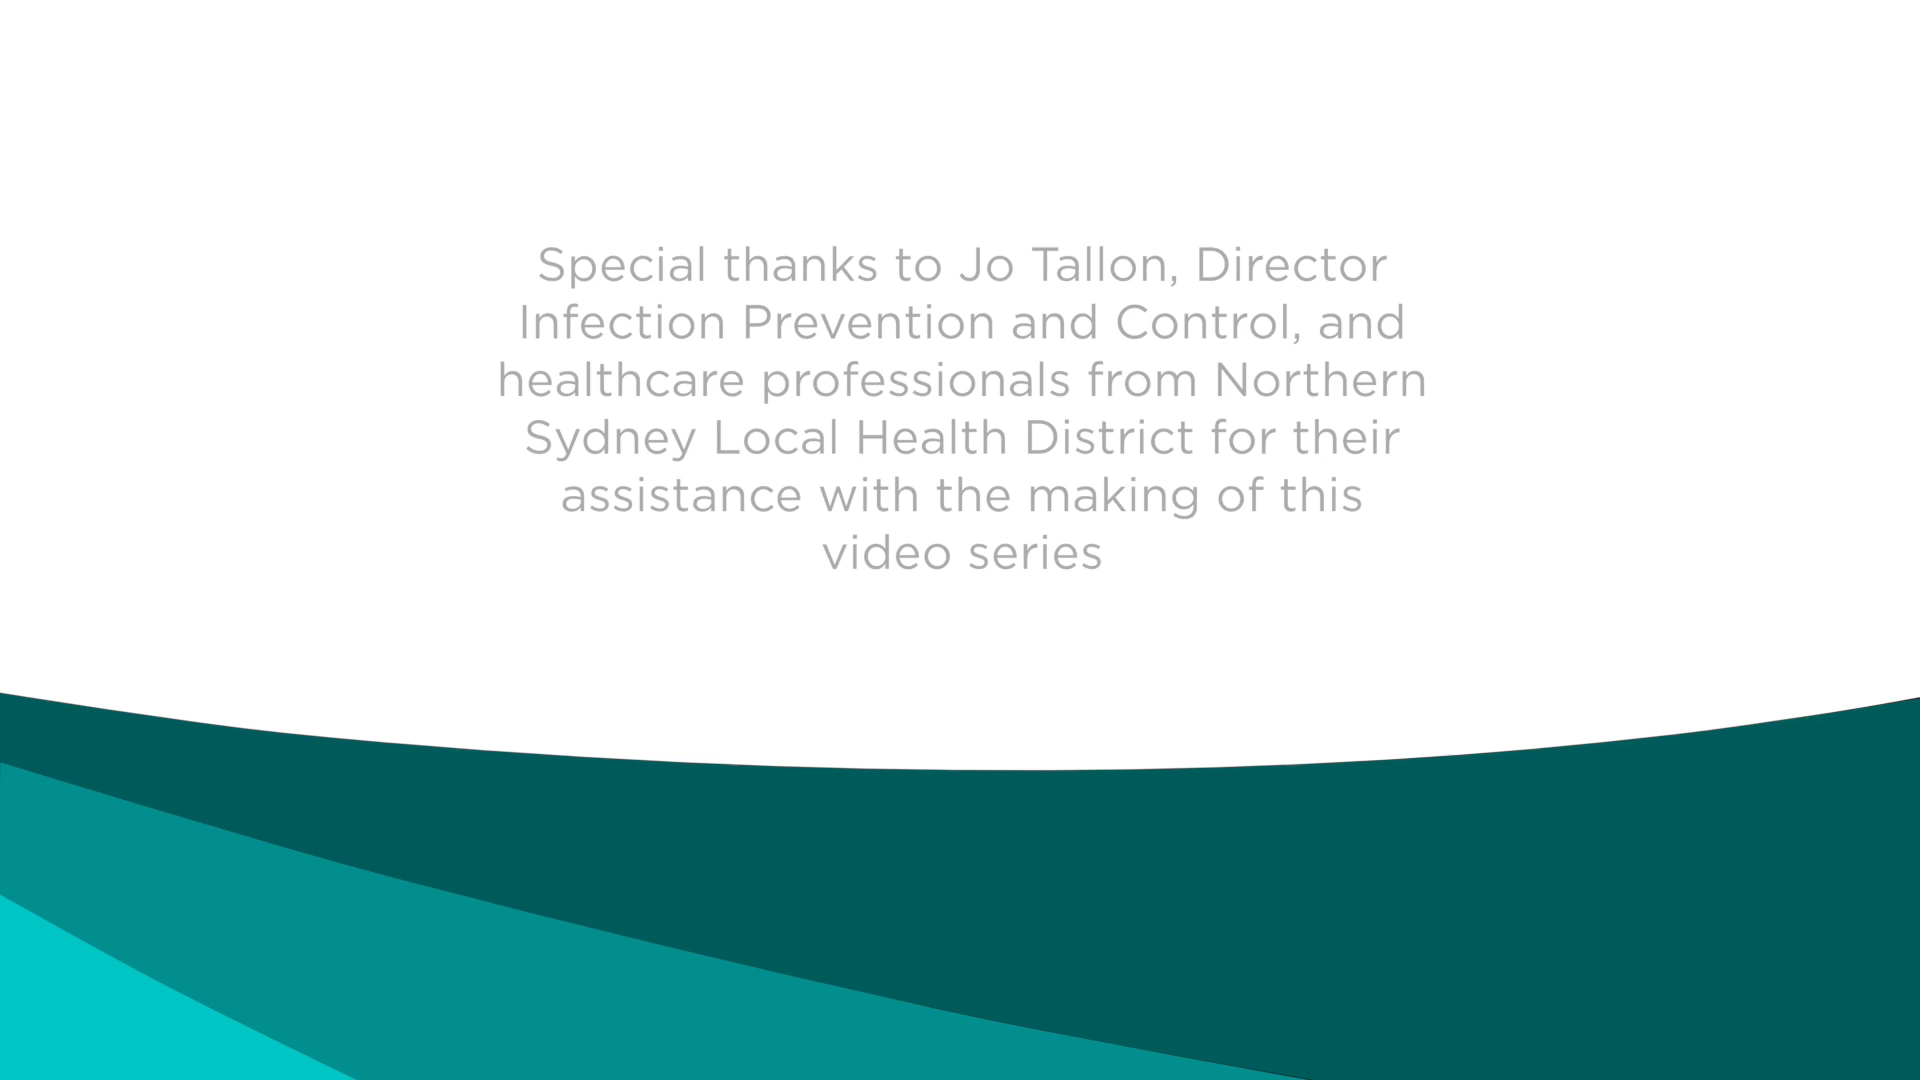 Special thanks to Jo Tallon, Director
Infection Prevention and Control, and
healthcare professionals from Northern
Sydney Local Health District for their
assistance with the making of this
video series